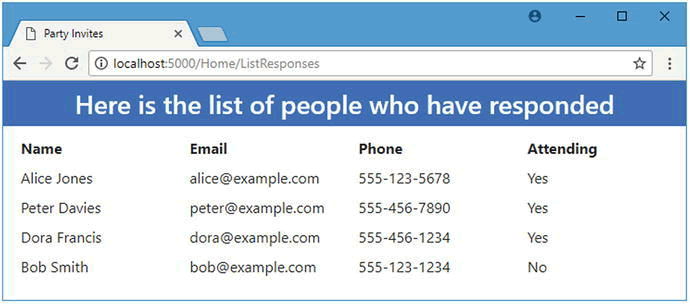 Party Invites
localhost:5000/Home/ListResponses
Here is the list of people who have responded
Name Email Phone Attending
Alice Jones alice@example.com 555-123-5678 Yes
Peter Davies peter@example.com 555-456-7890 Yes
Dora Francis dora@example.com 555-456-1234 Yes
Bob Smith bob@example.com 555-123-1234 No